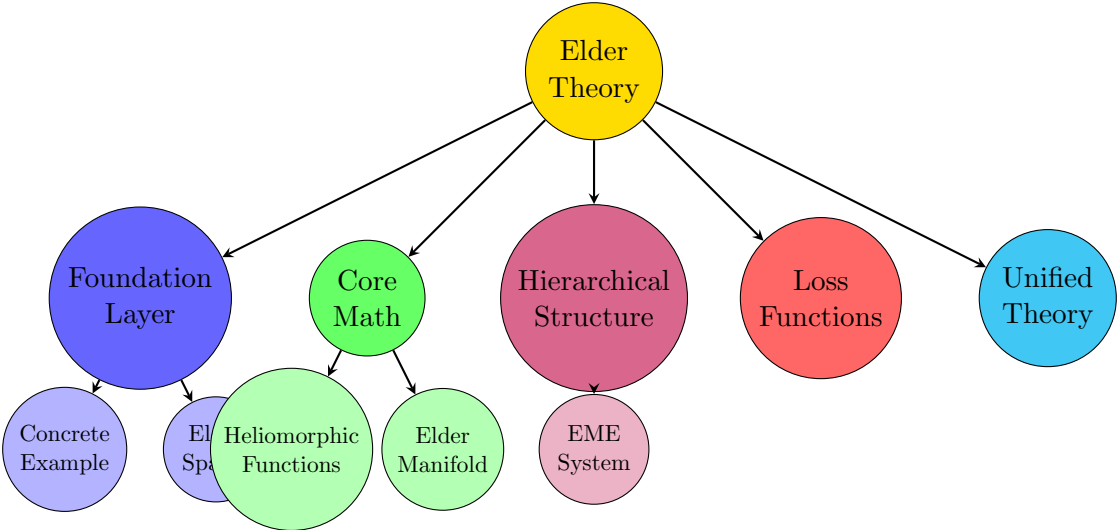 Elder
Theory
Foundation
Layer
Core
Math
Hierarchical
Structure
Loss
Functions
Unified
Theory
Concrete
Example
Heliomorphic
Functions
Elder
Manifold
EME
System